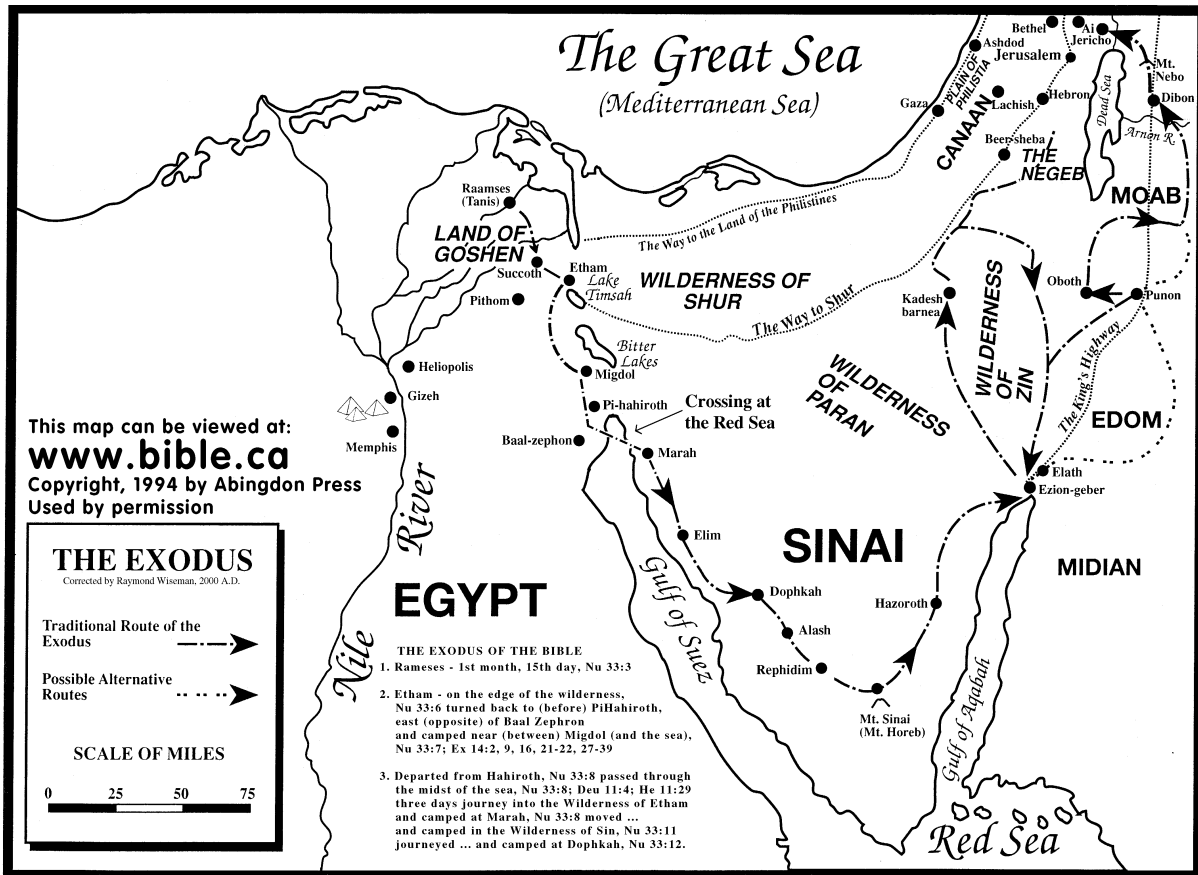 The Great Sea
(Mediterranean Sea)
Bethel
Ai
Jericho
Ashdod
Jerusalem
PLAIN OF
PHILISTIA
Mt.
Nebo
Gaza
Lachish
Hebron
Dead Sea
Dibon
CANAAN
Arnon R.
Beer-sheba
THE
NEGEB
MOAB
Raamses
(Tanis)
The Way to the Land of the Philistines
LAND OF
GOSHEN
Succoth
Etham
Lake
Timsah
WILDERNESS OF
SHUR
Pithom
The Way to Shur
Kadesh
barnea
Oboth
Punon
WILDERNESS
OF
ZIN
Bitter
Lakes
Heliopolis
Migdol
WILDERNESS
OF
PARAN
The King's Highway
Gizeh
Pi-hahiroth
Crossing at
the Red Sea
EDOM
Memphis
Baal-zephon
Marah
Elath
Ezion-geber
This map can be viewed at:
www.bible.ca
Copyright, 1994 by Abingdon Press
Used by permission
Nile River
Elim
SINAI
MIDIAN
EGYPT
Gulf of Suez
Dophkah
Hazoroth
Alash
Rephidim
Mt. Sinai
(Mt. Horeb)
Gulf of Aqabah
Red Sea
THE EXODUS
Corrected by Raymond Wiseman, 2000 A.D.
Traditional Route of the
Exodus
Possible Alternative
Routes
SCALE OF MILES
0 25 50 75
THE EXODUS OF THE BIBLE
1. Rameses - 1st month, 15th day, Nu 33:3
2. Etham - on the edge of the wilderness,
Nu 33:6 turned back to (before) PiHahiroth,
east (opposite) of Baal Zephron
and camped near (between) Migdol (and the sea),
Nu 33:7; Ex 14:2, 9, 16, 21-22, 27-39
3. Departed from Hahiroth, Nu 33:8 passed through
the midst of the sea, Nu 33:8; Deu 11:4; He 11:29
three days journey into the Wilderness of Etham
and camped at Marah, Nu 33:8 moved ...
and camped in the Wilderness of Sin, Nu 33:11
journeyed ... and camped at Dophkah, Nu 33:12.